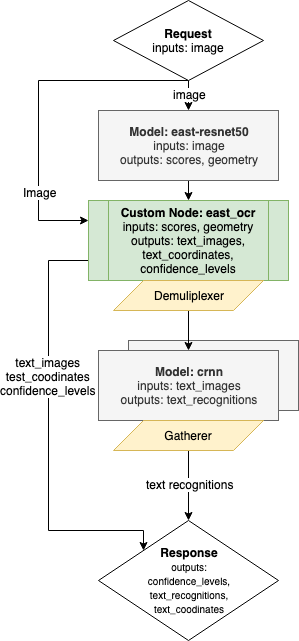 Request
inputs: image
image
Model: east-resnet50
inputs: image
outputs: scores, geometry
Image
Custom Node: east_ocr
inputs: scores, geometry
outputs: text_images,
text_coordinates,
confidence_levels
Demuliplexer
text_images
test_coodinates
confidence_levels
Model: crnn
inputs: text_images
outputs: text_recognitions
Gatherer
text recognitions
Response
outputs:
confidence_levels,
text_recognitions,
text_coordinates